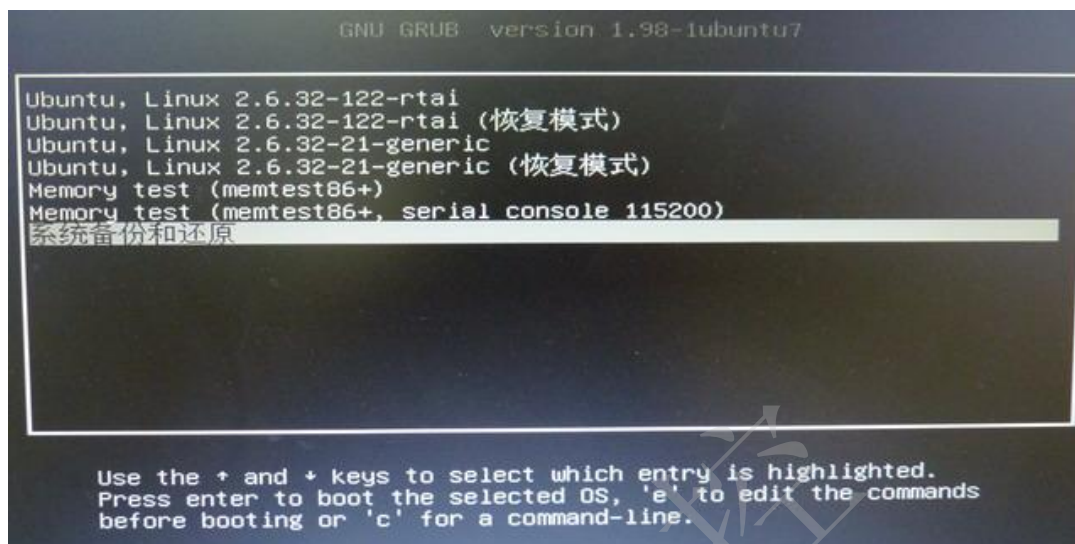 GNU GRUB version 1.98-1ubuntu7
Ubuntu, Linux 2.6.32-122-rtai
Ubuntu, Linux 2.6.32-122-rtai (恢复模式)
Ubuntu, Linux 2.6.32-21-generic
Ubuntu, Linux 2.6.32-21-generic (恢复模式)
Memory test (memtest86+)
Memory test (memtest86+, serial console 115200)
系统备份和还原
Use the ↑ and ↓ keys to select which entry is highlighted.
Press enter to boot the selected OS, 'e' to edit the commands
before booting or 'c' for a command-line.